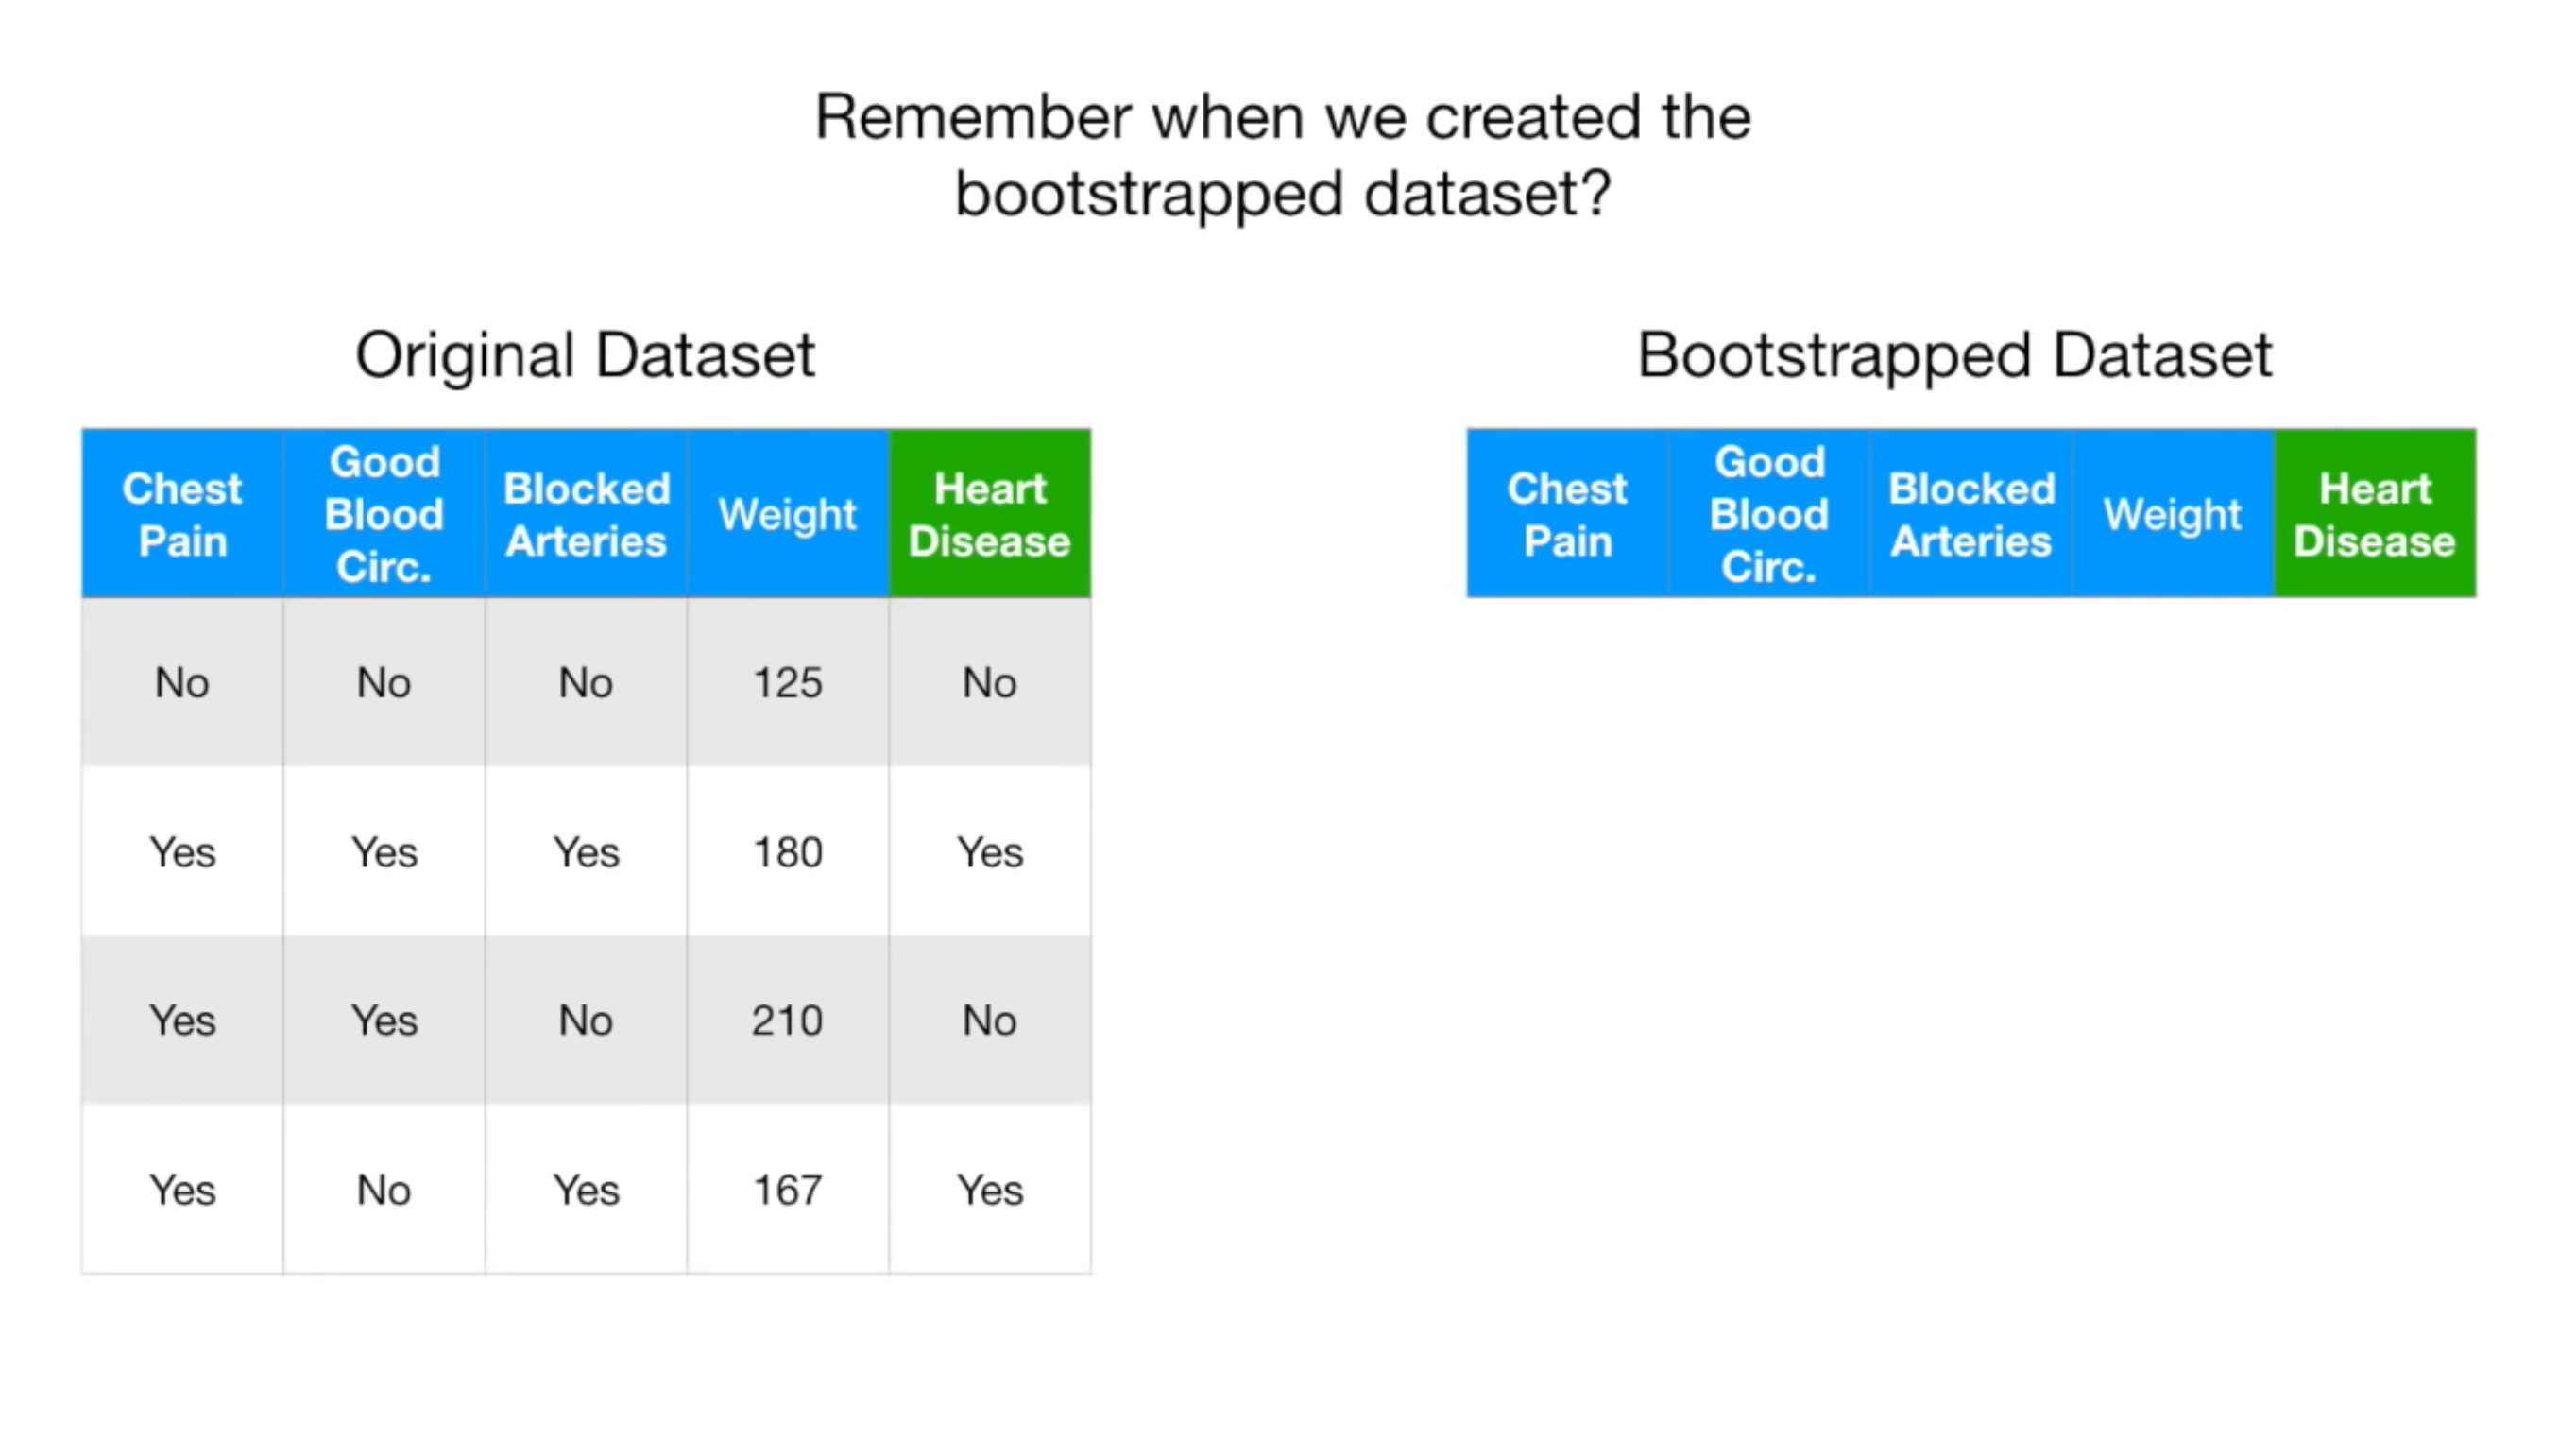 Remember when we created the
bootstrapped dataset?
Original Dataset
Chest Pain Good Blood Circ. Blocked Arteries Weight Heart Disease
No No No 125 No
Yes Yes Yes 180 Yes
Yes Yes No 210 No
Yes No Yes 167 Yes
Bootstrapped Dataset
Chest Pain Good Blood Circ. Blocked Arteries Weight Heart Disease